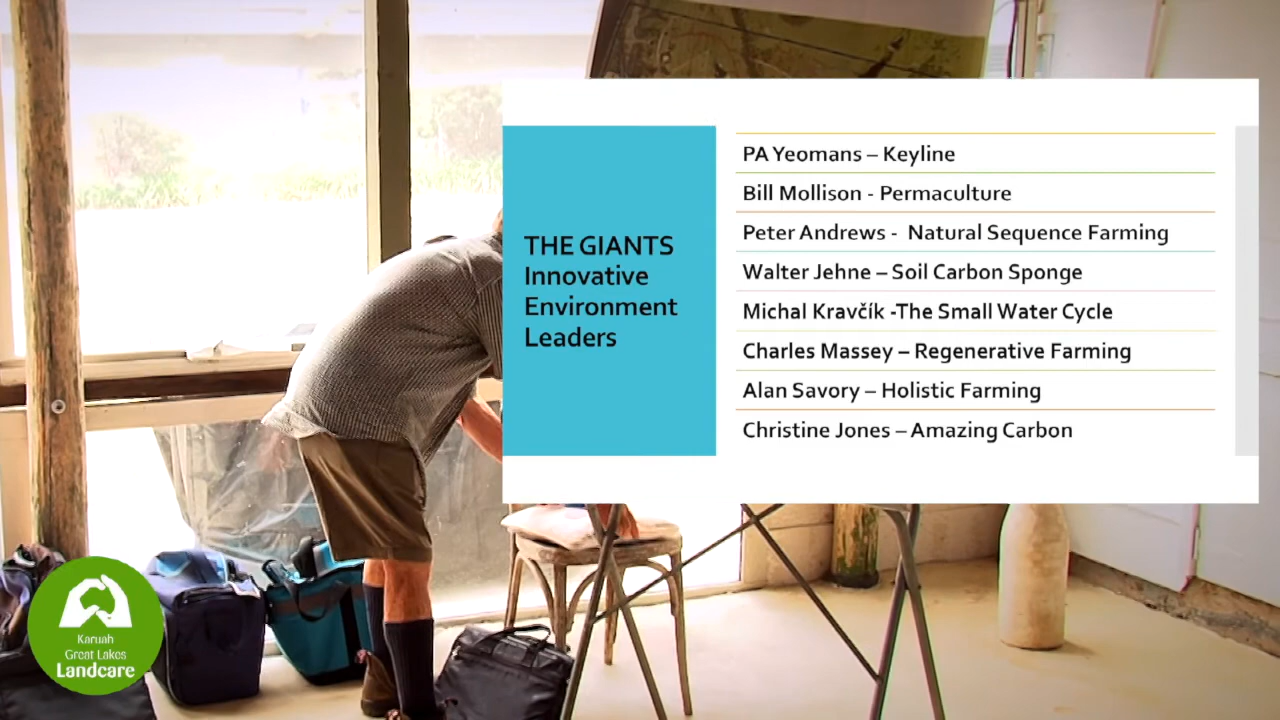 THE GIANTS
Innovative
Environment
Leaders
PA Yeomans – Keyline
Bill Mollison - Permaculture
Peter Andrews -  Natural Sequence Farming
Walter Jehne – Soil Carbon Sponge
Michal Kravčík -The Small Water Cycle
Charles Massey – Regenerative Farming
Alan Savory – Holistic Farming
Christine Jones – Amazing Carbon
Karuah
Great Lakes
Landcare